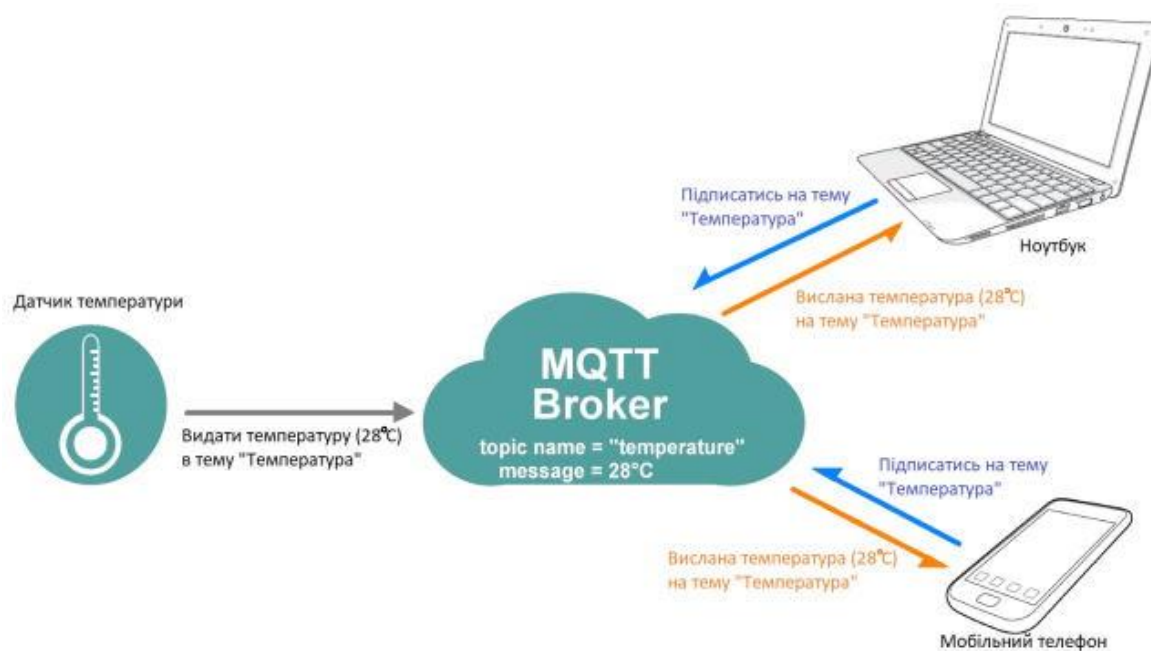 Підписатись на тему
"Температура"
Ноутбук
Вислана температура (28°C)
на тему "Температура"
Датчик температури
Видати температуру (28°C)
в тему "Температура"
MQTT
Broker
topic name = "temperature"
message = 28°C
Підписатись на тему
"Температура"
Вислана температура (28°C)
на тему "Температура"
Мобільний телефон